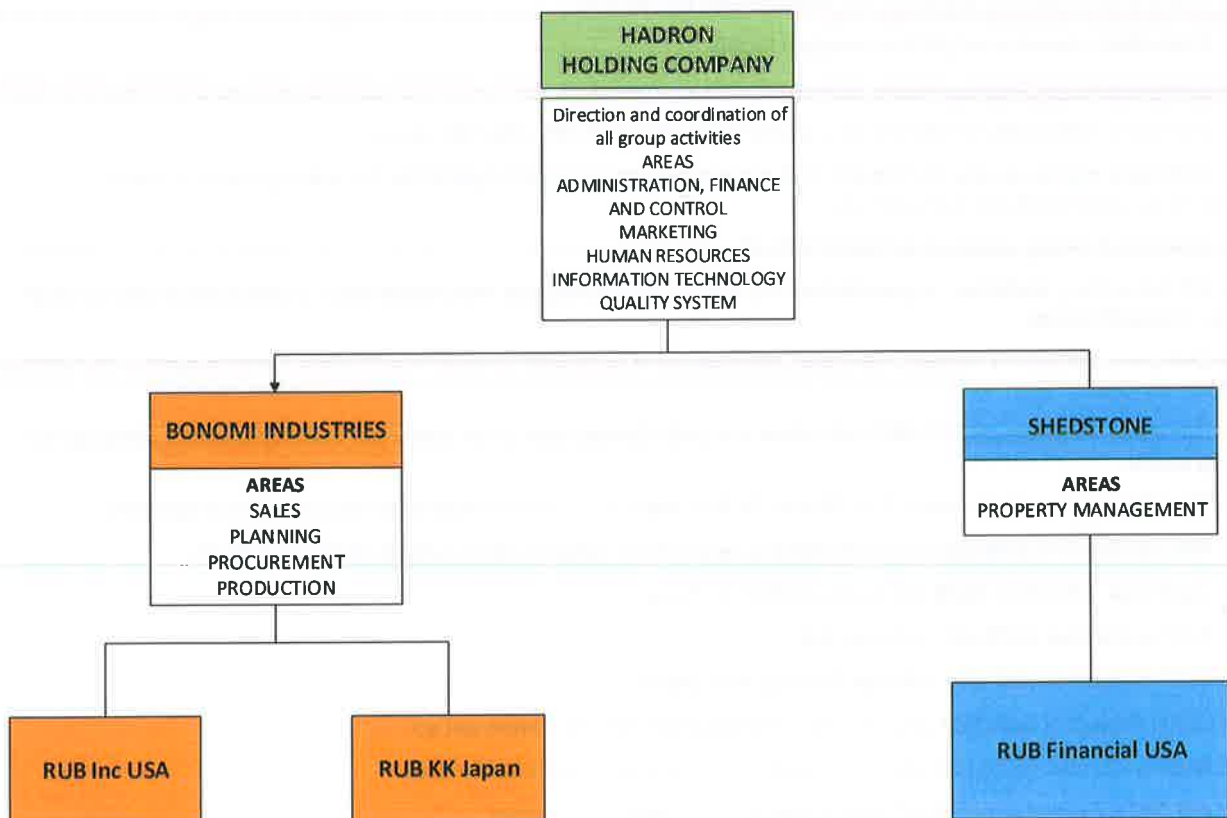 HADRON
HOLDING COMPANY
Direction and coordination of
all group activities
AREAS
ADMINISTRATION, FINANCE
AND CONTROL
MARKETING
HUMAN RESOURCES
INFORMATION TECHNOLOGY
QUALITY SYSTEM
BONOMI INDUSTRIES
AREAS
SALES
PLANNING
PROCUREMENT
PRODUCTION
SHEDSTONE
AREAS
PROPERTY MANAGEMENT
RUB Inc USA
RUB KK Japan
RUB Financial USA